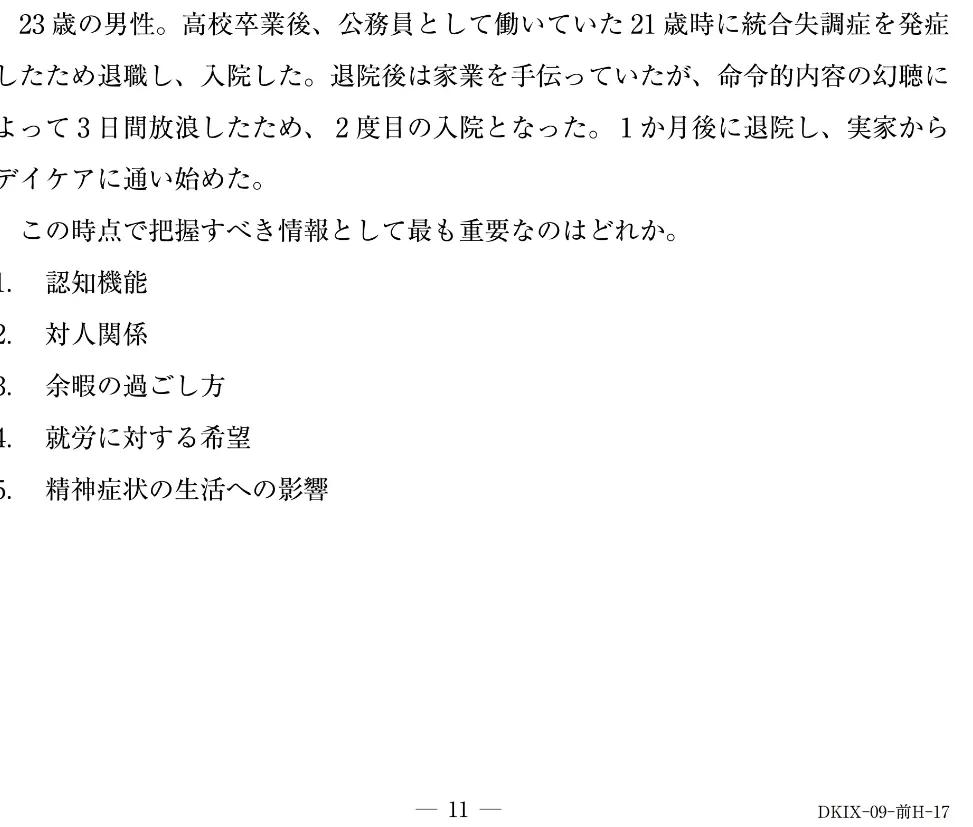 23 歳の男性。高校卒業後、公務員として働いていた 21 歳時に統合失調症を発症
したため退職し、入院した。退院後は家業を手伝っていたが、命令的内容の幻聴に
よって 3 日間放浪したため、 2 度目の入院となった。 1 か月後に退院し、実家から
デイケアに通い始めた。
この時点で把握すべき情報として最も重要なのはどれか。
1. 認知機能
2. 対人関係
3. 余暇の過ごし方
4. 就労に対する希望
5. 精神症状の生活への影響
— 11 —
DKIX-09-前H-17